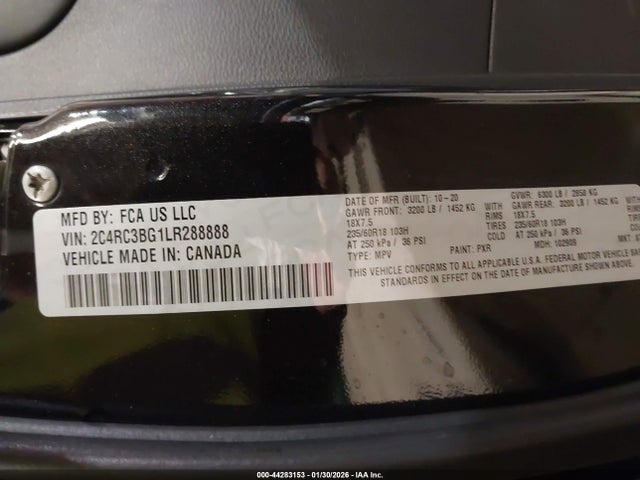 MFD BY: FCA US LLC
VIN: 2C4RC3BG1LR288888
VEHICLE MADE IN: CANADA
DATE OF MFR (BUILT): 10-20
GAWR FRONT: 3200 LB / 1452 KG WITH
18X7.5 RIMS
235/60R18 103H TIRES
AT 250 kPa / 36 PSI
TYPE: MPV PAINT: PXR
GVWR: 6300 LB / 2858 KG
GAWR REAR: 3200 LB / 1452 KG WITH
18X7.5 RIMS
235/60R18 103H TIRES
AT 250 kPa / 36 PSI
MDH: 102909
THIS VEHICLE CONFORMS TO ALL APPLICABLE U.S.A. FEDERAL MOTOR VEHICLE
STANDARDS IN EFFECT ON THE DATE OF MANUFACTURE SHOWN
000-44283153 - 01/30/2026 - IAA Inc.